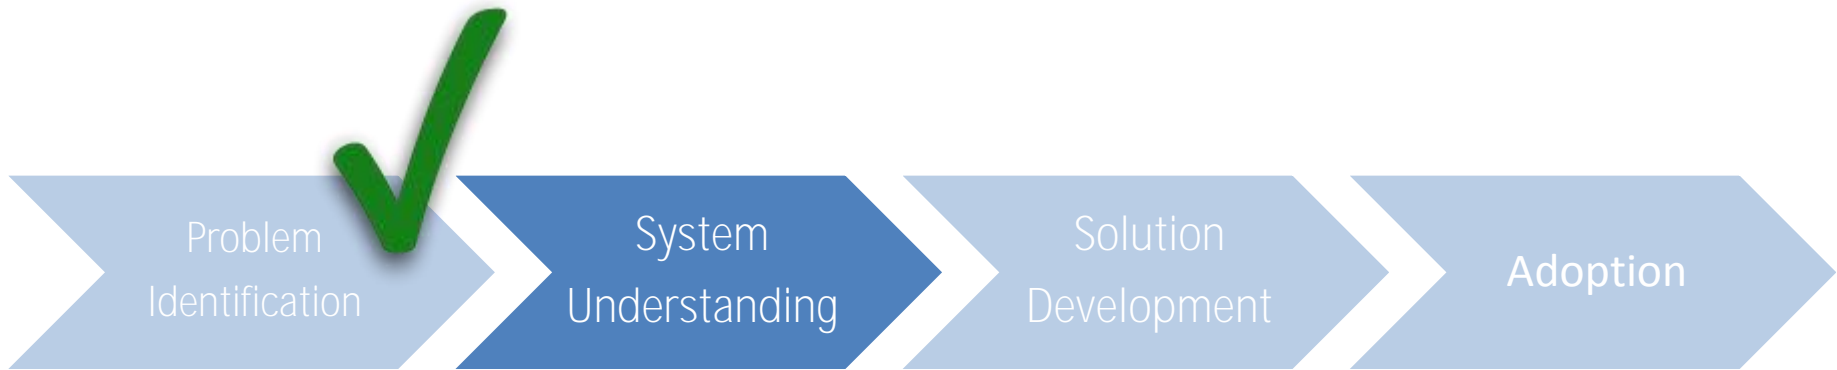 Problem
Identification
System
Understanding
Solution
Development
Adoption